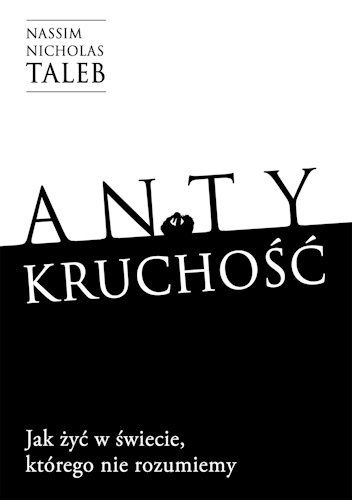 NASSIM
NICHOLAS
TALEB
ANTY
KRUCHOŚĆ
Jak żyć w świecie,
którego nie rozumiemy